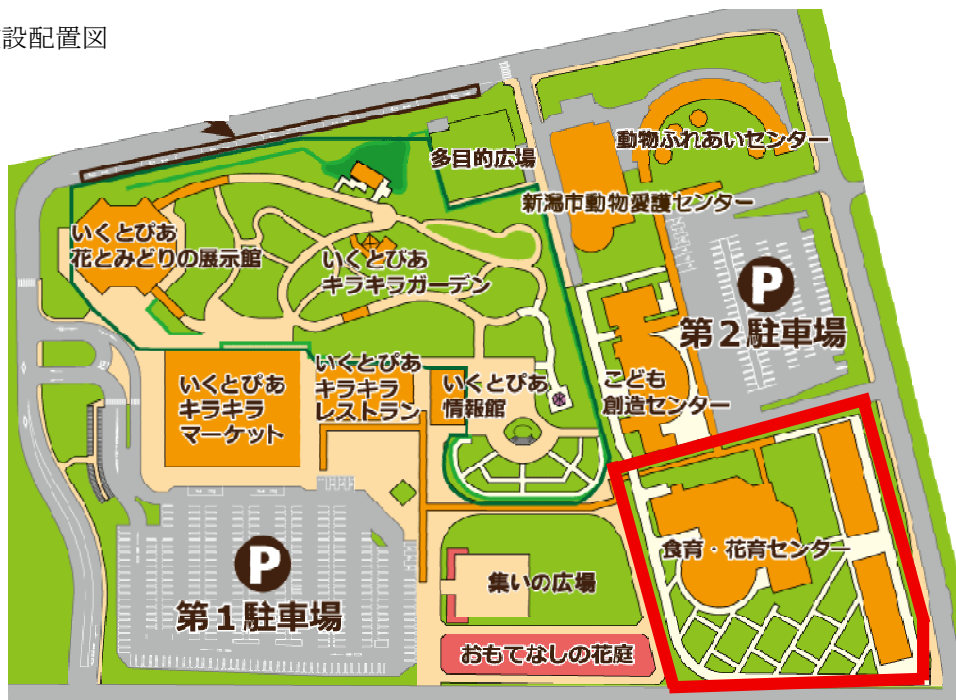 設配置図
多目的広場
動物ふれあいセンター
新潟市動物愛護センター
いくとぴあ
花とみどりの展示館
いくとぴあ
キラキラガーデン
P
第2駐車場
いくとぴあ
キラキラ
マーケット
いくとぴあ
キラキラ
レストラン
いくとぴあ
情報館
こども
創造センター
食育・花育センター
P
第1駐車場
集いの広場
おもてなしの花庭